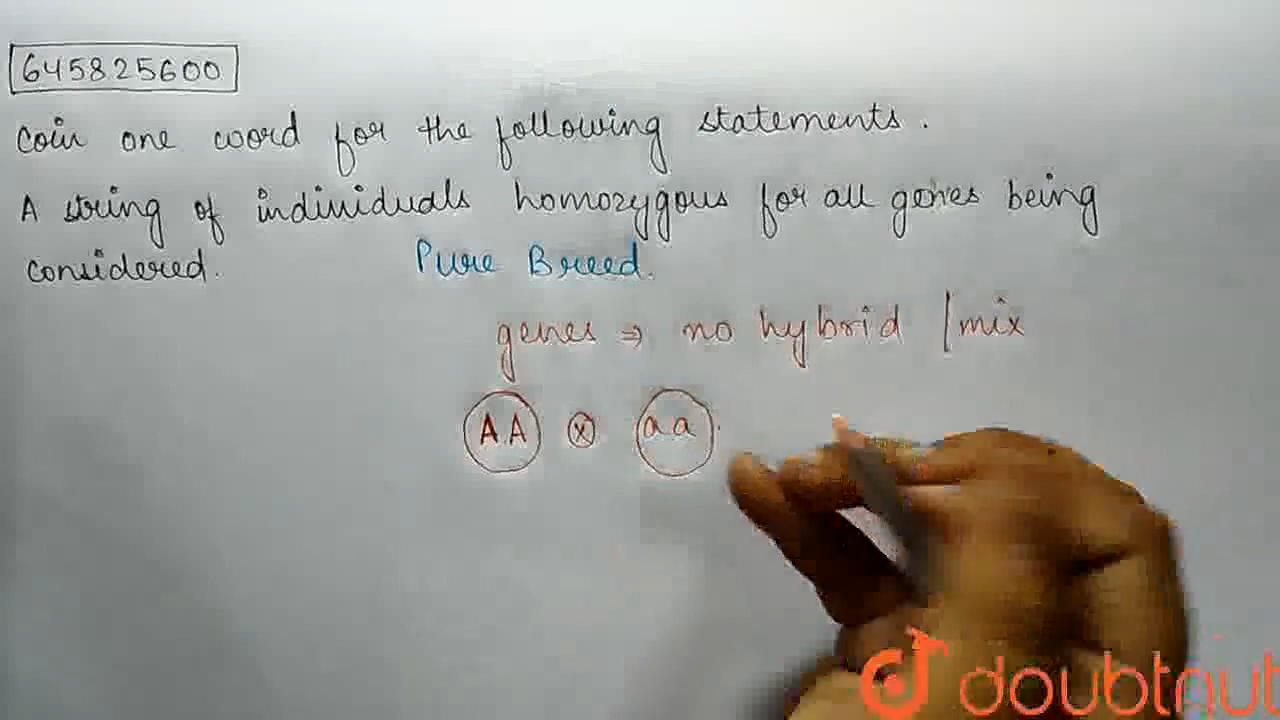 645825600
Coin one word for the following statements.
A string of individuals homozygous for all genes being
considered. Pure Breed.
genes ⇒ no hybrid / mix
AA ⊗ aa
doubtnut